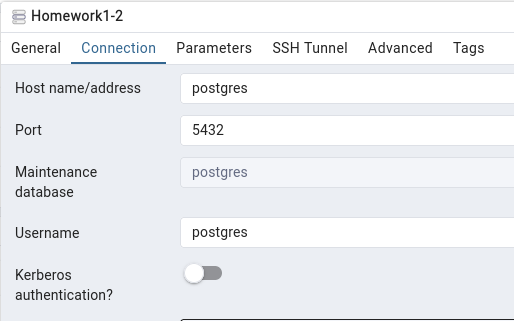 Homework1-2
General Connection Parameters SSH Tunnel Advanced Tags
Host name/address postgres
Port 5432
Maintenance postgres
database
Username postgres
Kerberos
authentication?